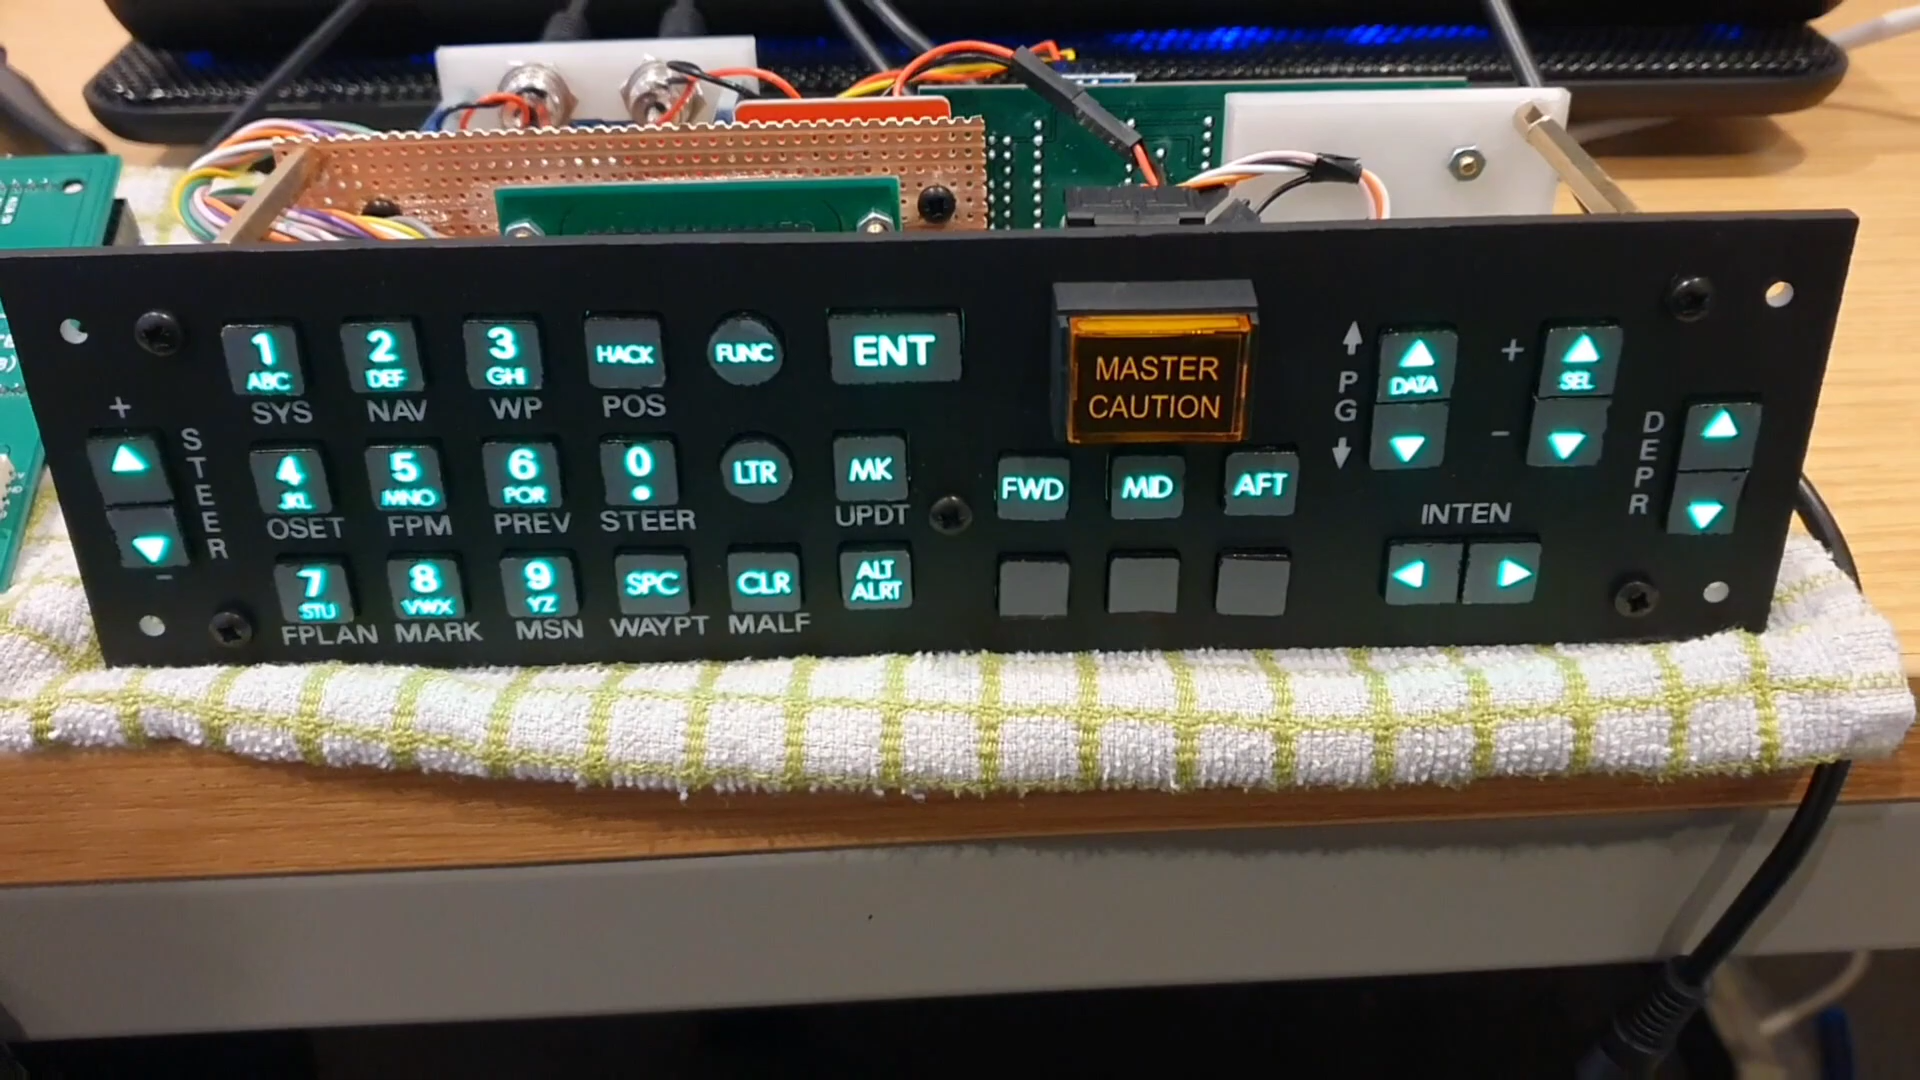 1
ABC
SYS
2
DEF
NAV
3
GHI
WP
HACK
POS
FUNC
ENT
MASTER
CAUTION
PG
DATA
+
SEL
-
+
STEER
-
4
JKL
OSET
5
MNO
FPM
6
PQR
PREV
0
STEER
LTR
MK
UPDT
FWD
MID
AFT
DEPR
INTEN
7
STU
FPLAN
8
VWX
MARK
9
YZ
MSN
SPC
WAYPT
CLR
MALF
ALT
ALRT